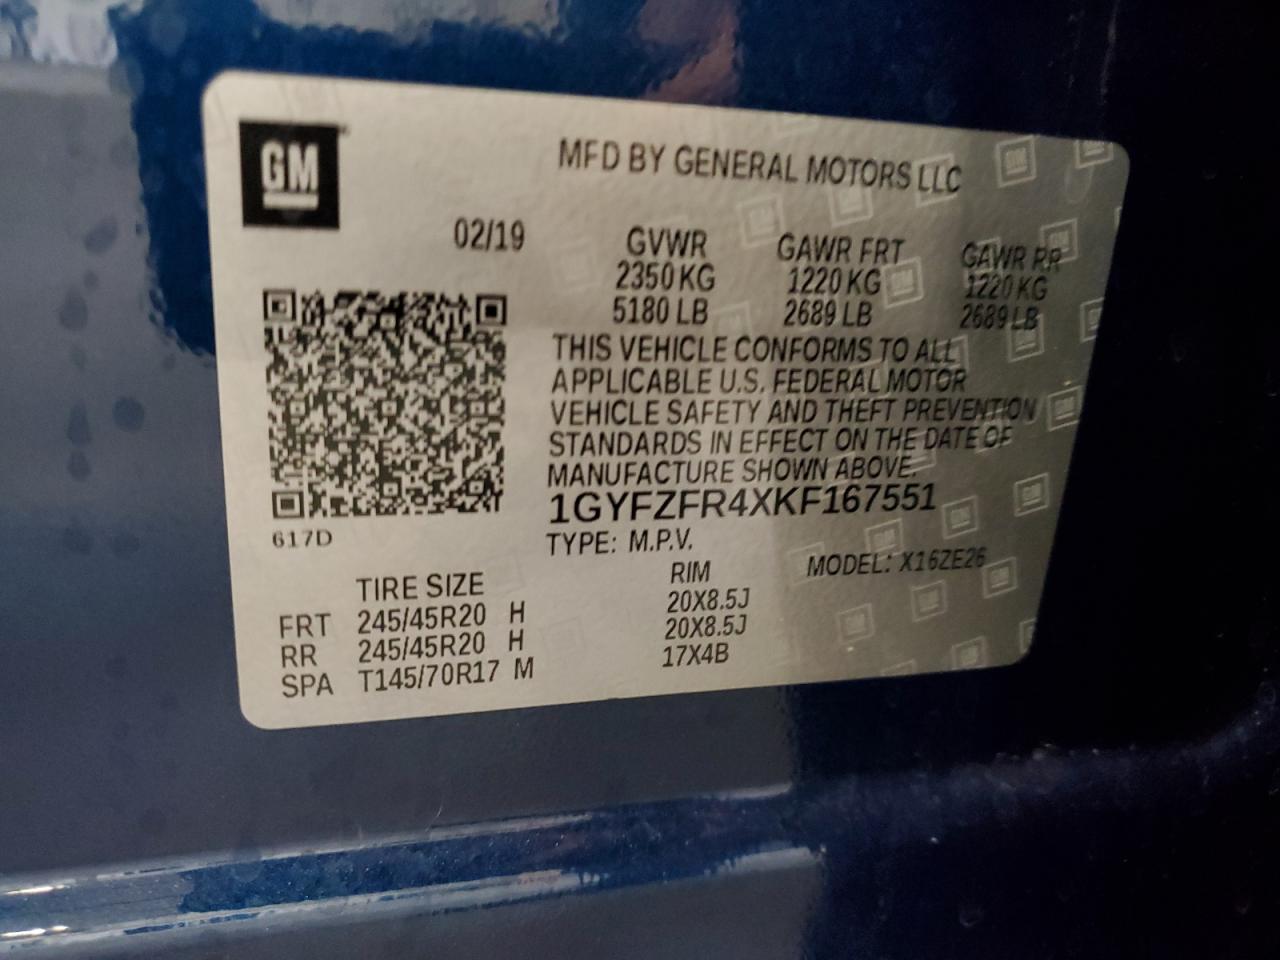 GM
MFD BY GENERAL MOTORS LLC
02/19 GVWR GAWR FRT GAWR RR
2350 KG 1220 KG 1220 KG
5180 LB 2689 LB 2689 LB
THIS VEHICLE CONFORMS TO ALL
APPLICABLE U.S. FEDERAL MOTOR
VEHICLE SAFETY AND THEFT PREVENTION
STANDARDS IN EFFECT ON THE DATE OF
MANUFACTURE SHOWN ABOVE.
1GYFZFR4XKF167551
617D
TYPE: M.P.V. MODEL: X16ZE26
TIRE SIZE RIM
FRT 245/45R20 H 20X8.5J
RR 245/45R20 H 20X8.5J
SPA T145/70R17 M 17X4B